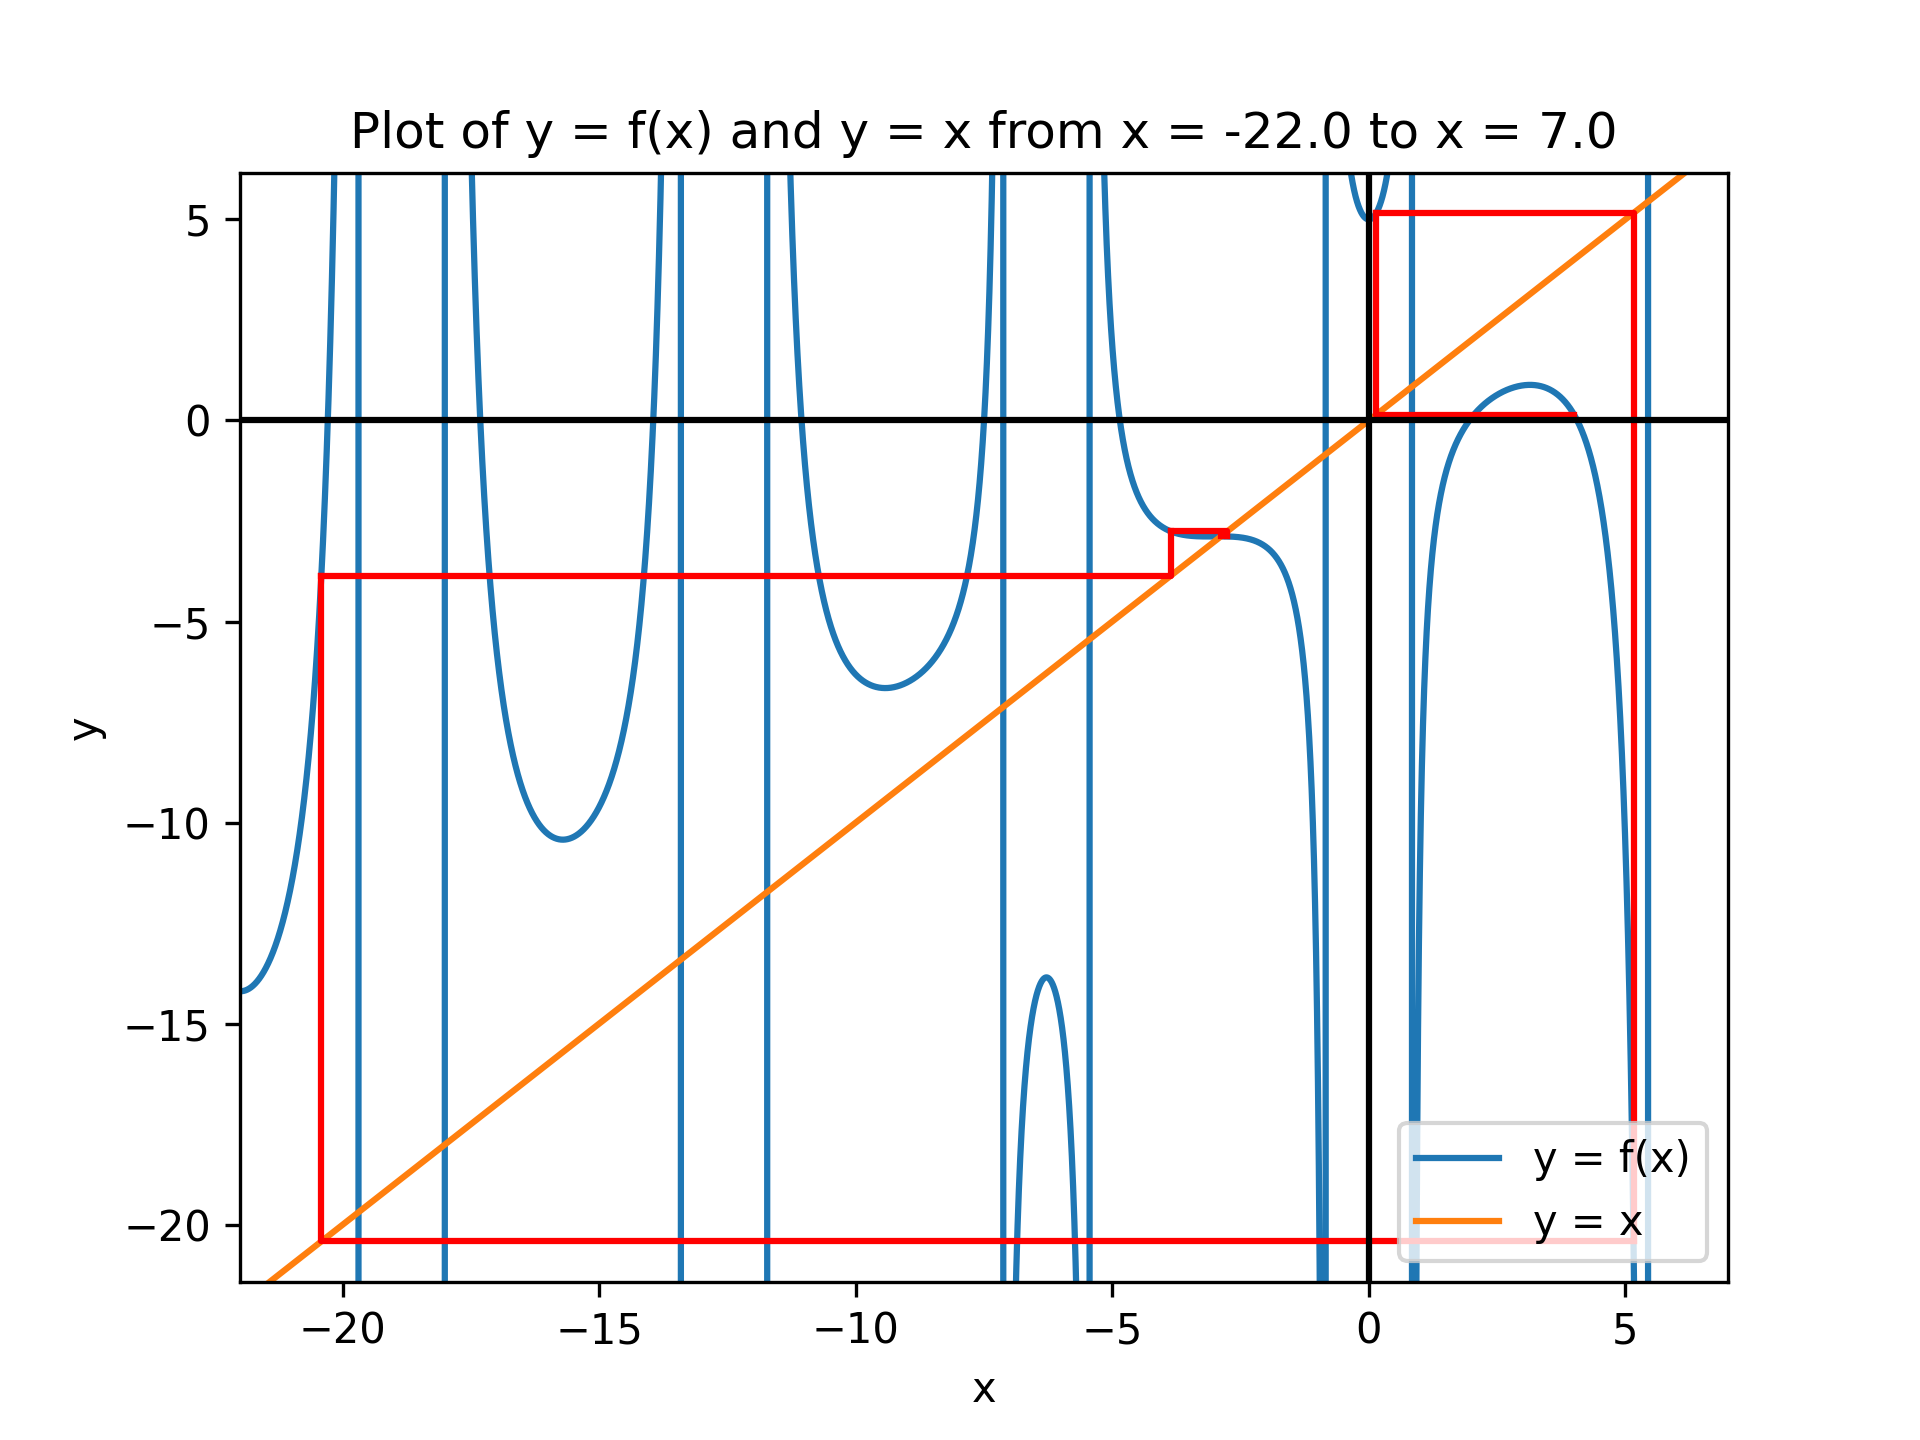 Plot of y = f(x) and y = x from x = -22.0 to x = 7.0
5
0
−5
−10
−15
−20
y
y = f(x)
y = x
−20
−15
−10
−5
0
5
x